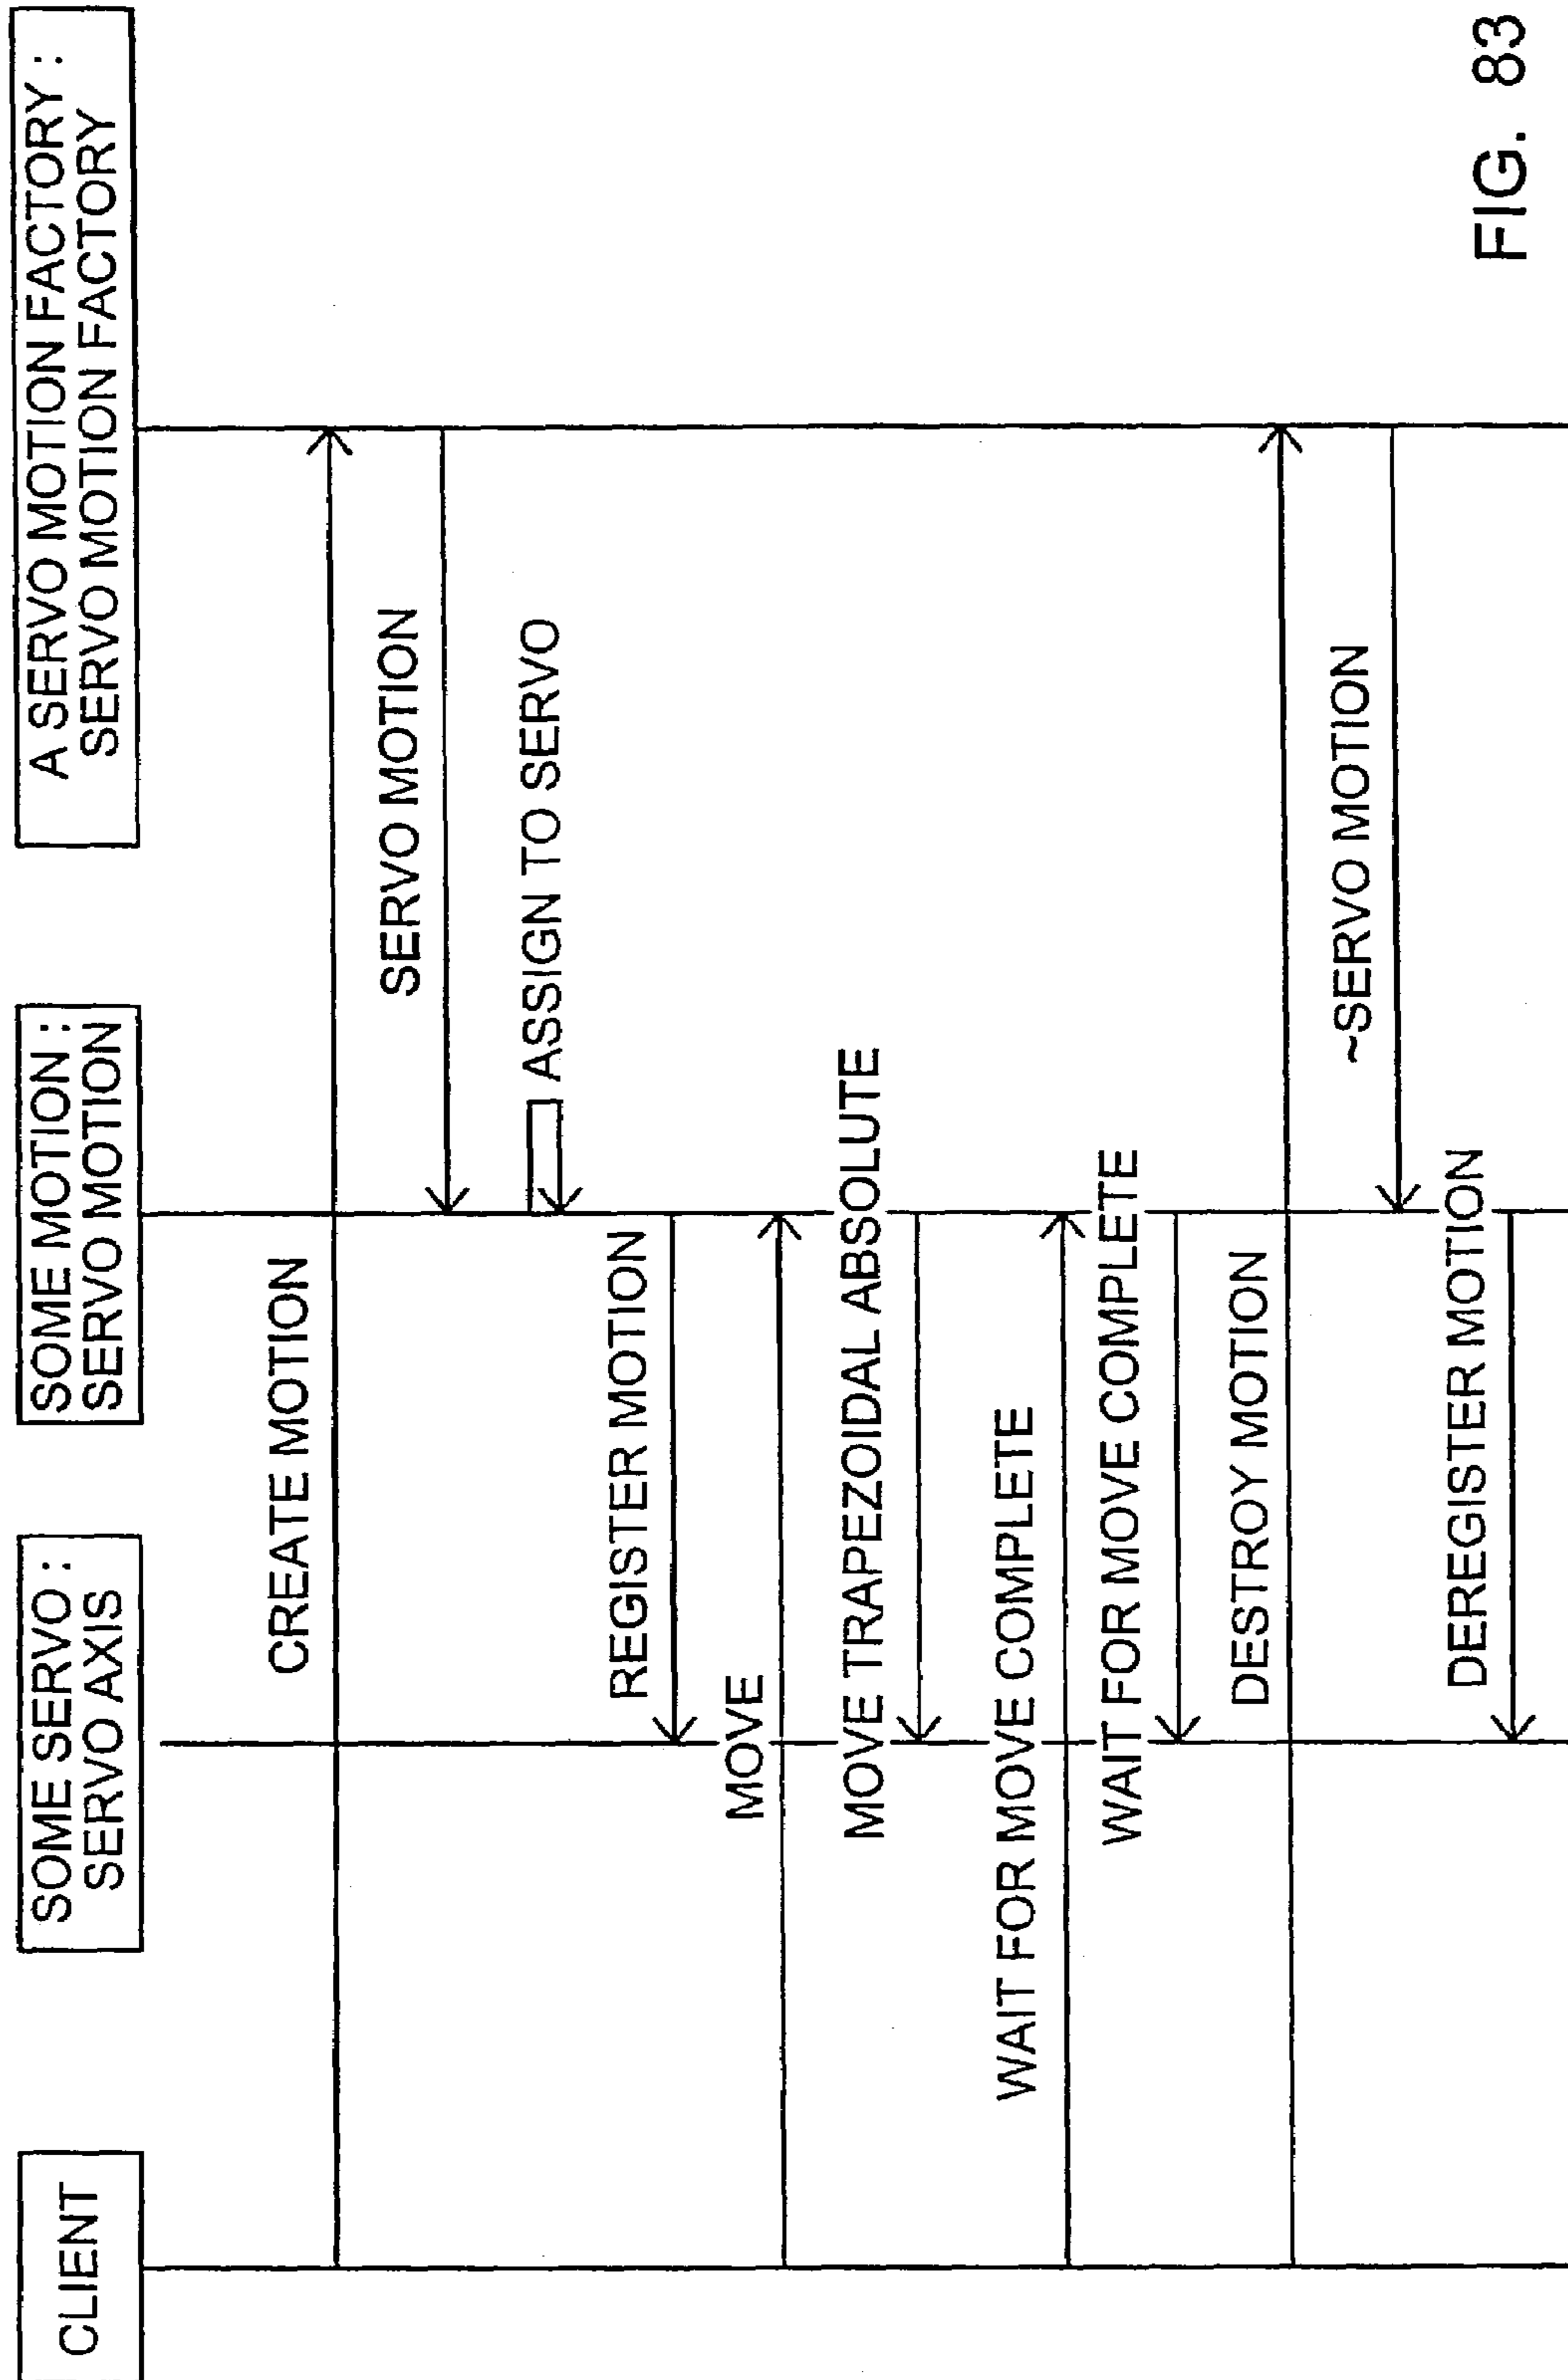 CLIENT
SOME SERVO :
SERVO AXIS
SOME MOTION :
SERVO MOTION
A SERVO MOTION FACTORY :
SERVO MOTION FACTORY
CREATE MOTION
SERVO MOTION
ASSIGN TO SERVO
REGISTER MOTION
MOVE
MOVE TRAPEZOIDAL ABSOLUTE
WAIT FOR MOVE COMPLETE
WAIT FOR MOVE COMPLETE
DESTROY MOTION
~SERVO MOTION
DEREGISTER MOTION
FIG. 83